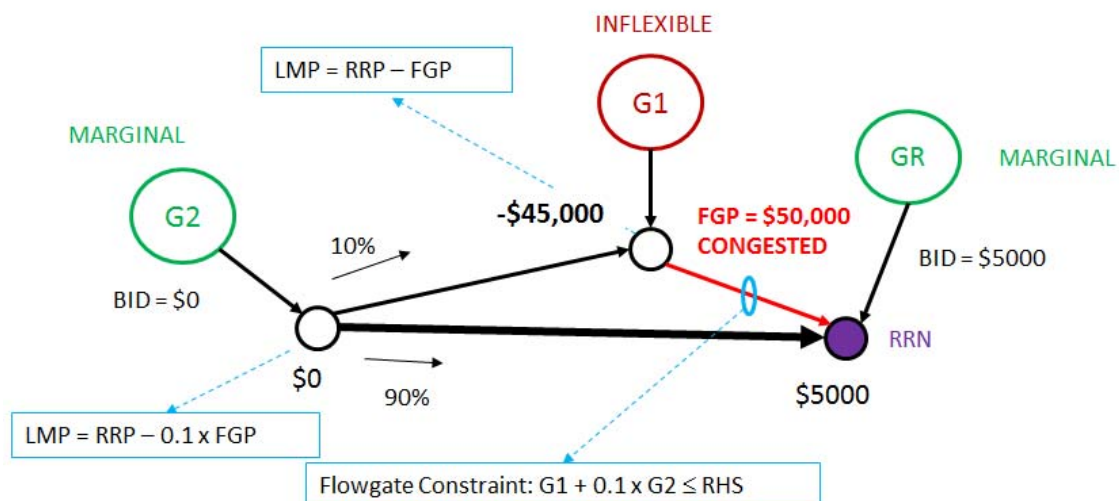 INFLEXIBLE
LMP = RRP – FGP
G1
MARGINAL
GR
MARGINAL
G2
-$45,000
FGP = $50,000
CONGESTED
10%
BID = $5000
BID = $0
RRN
$0
90%
$5000
LMP = RRP – 0.1 x FGP
Flowgate Constraint: G1 + 0.1 x G2 ≤ RHS